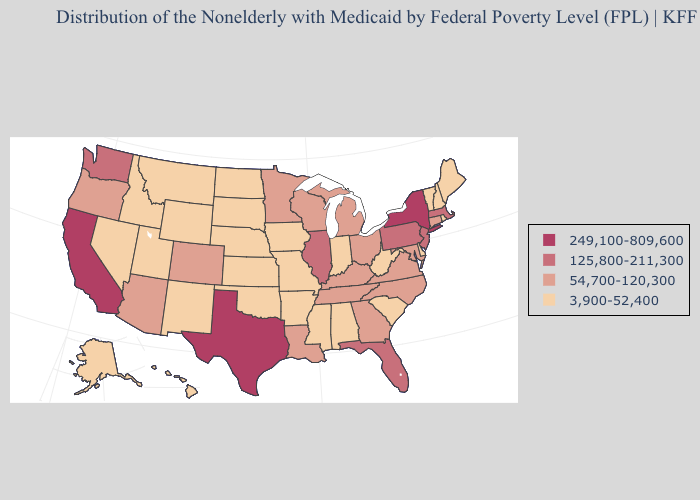 Distribution of the Nonelderly with Medicaid by Federal Poverty Level (FPL) | KFF
249,100-809,600
125,800-211,300
54,700-120,300
3,900-52,400